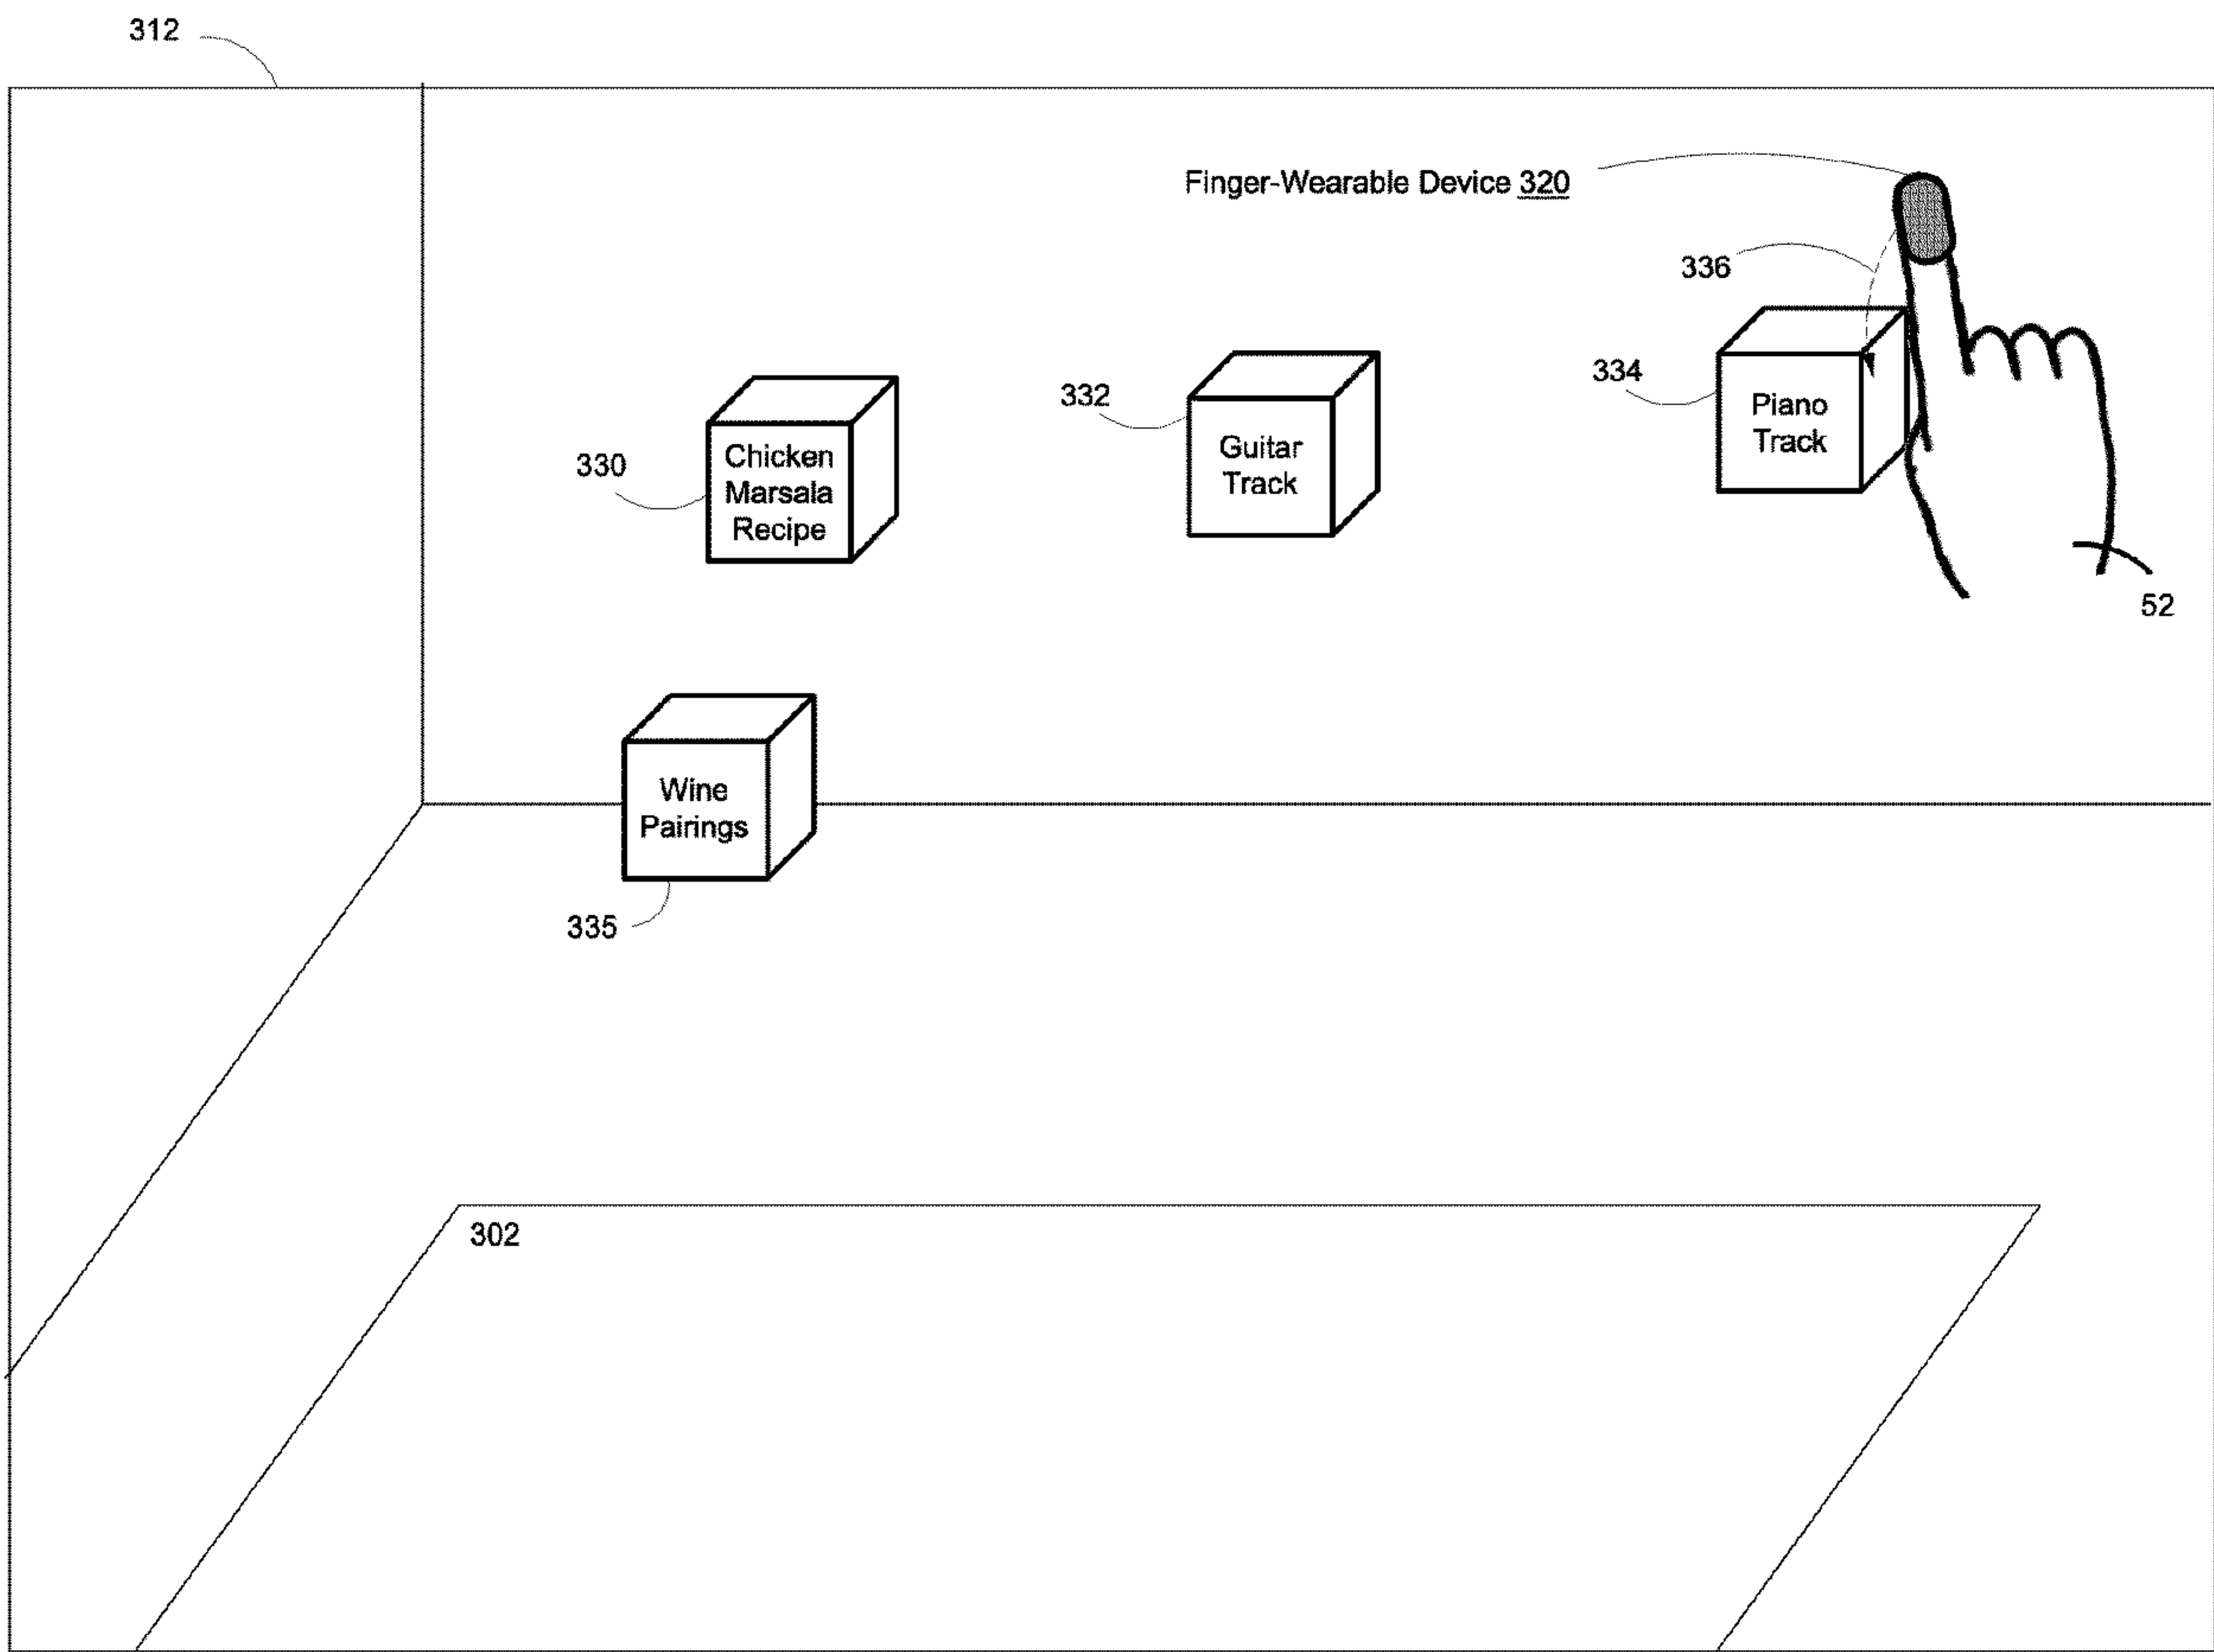 312
Finger-Wearable Device 320
336
334
Piano
Track
332
Guitar
Track
330
Chicken
Marsala
Recipe
52
Wine
Pairings
335
302